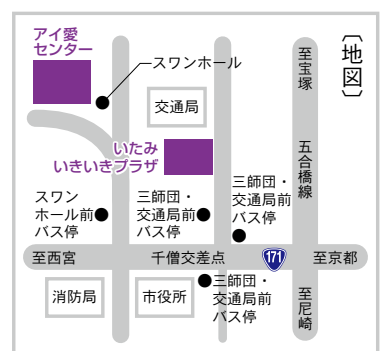 〔地図〕
アイ愛
センター
スワンホール
交通局
至宝塚
いたみ
いきいきプラザ
五合橋線
スワン
ホール前
バス停
三師団・
交通局前
バス停
三師団・
交通局前
バス停
至西宮
千僧交差点
171
至京都
消防局
市役所
三師団・
交通局前
バス停
至尼崎